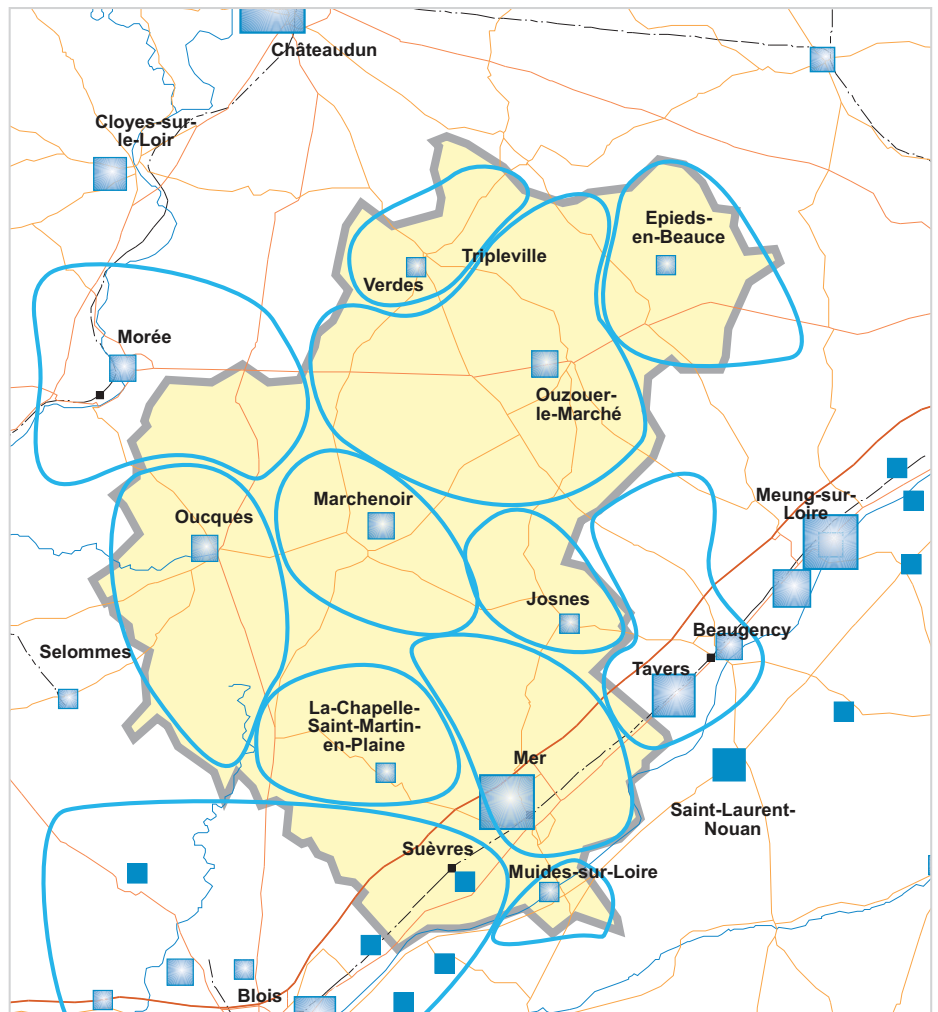 Châteaudun
Cloyes-sur-
le-Loir
Epieds-
en-Beauce
Tripleville
Verdes
Morée
Ouzouer-
le-Marché
Marchenoir
Meung-sur-
Loire
Oucques
Josnes
Beaugency
Selommes
Tavers
La-Chapelle-
Saint-Martin-
en-Plaine
Mer
Saint-Laurent-
Nouan
Suèvres
Muides-sur-Loire
Blois